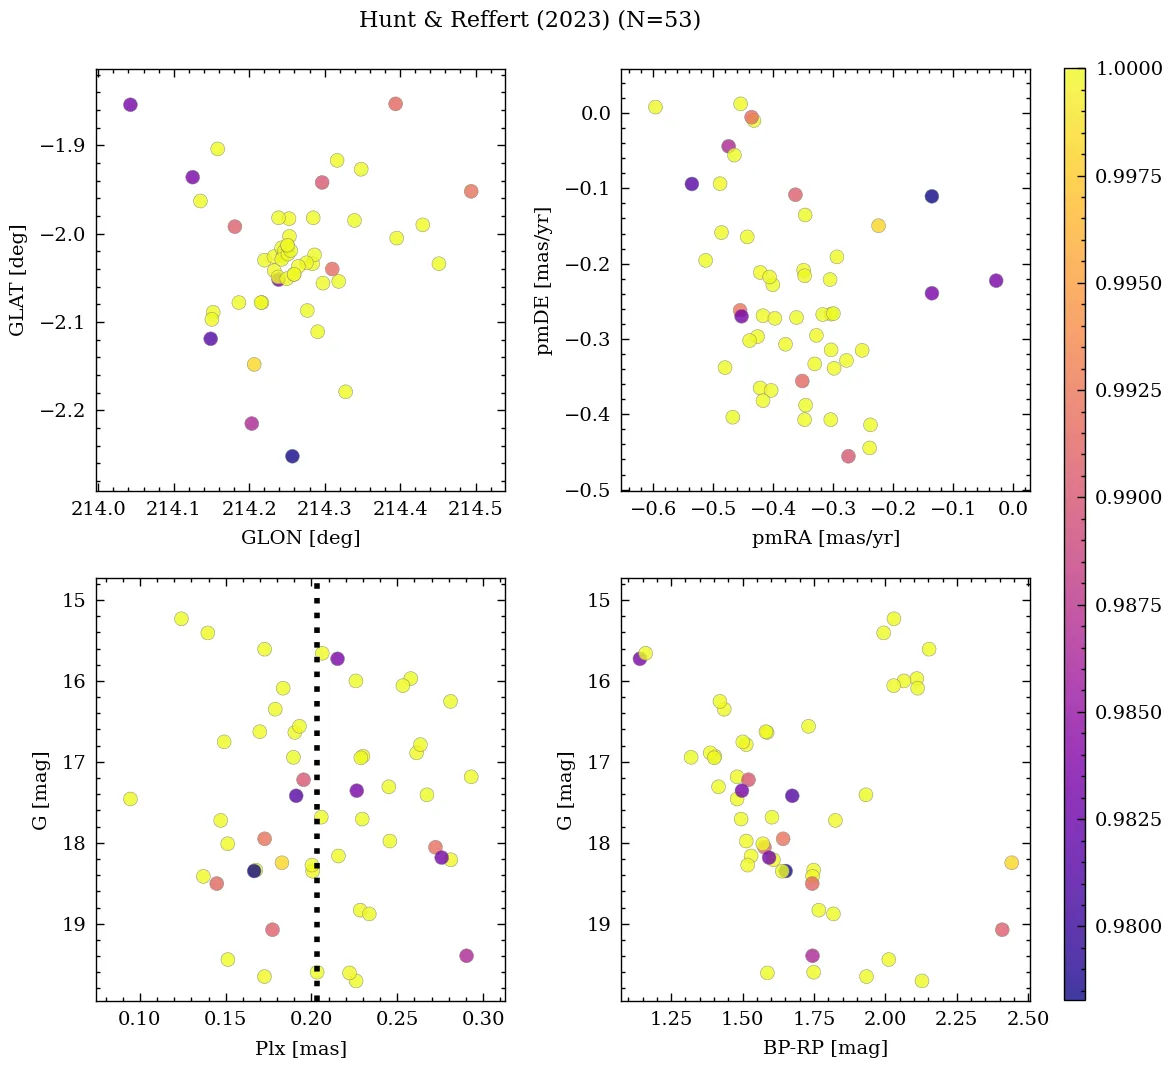 Hunt & Reffert (2023) (N=53)
−1.9
−2.0
−2.1
−2.2
GLAT [deg]
214.0 214.1 214.2 214.3 214.4 214.5
GLON [deg]
0.0
−0.1
−0.2
−0.3
−0.4
−0.5
pmDE [mas/yr]
−0.6 −0.5 −0.4 −0.3 −0.2 −0.1 0.0
pmRA [mas/yr]
15
16
17
18
19
G [mag]
0.10 0.15 0.20 0.25 0.30
Plx [mas]
15
16
17
18
19
G [mag]
1.25 1.50 1.75 2.00 2.25 2.50
BP-RP [mag]
1.0000
0.9975
0.9950
0.9925
0.9900
0.9875
0.9850
0.9825
0.9800